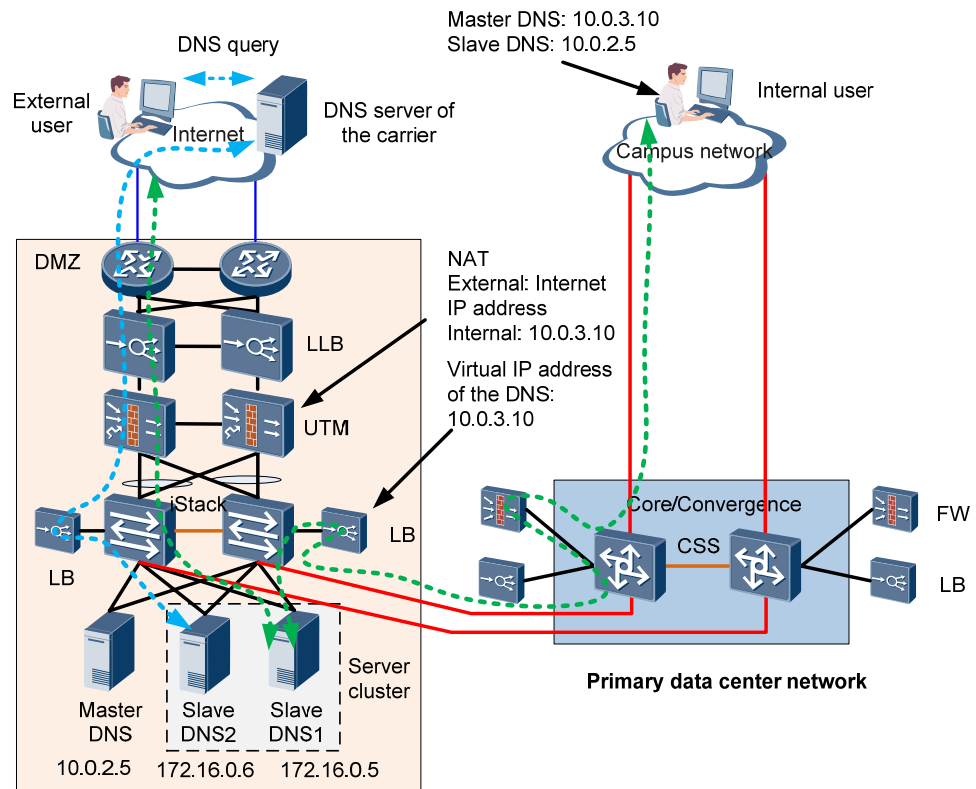 Master DNS: 10.0.3.10
Slave DNS: 10.0.2.5
DNS query
External
user
Internet
DNS server of
the carrier
Internal user
Campus network
DMZ
LLB
UTM
NAT
External: Internet
IP address
Internal: 10.0.3.10
Virtual IP address
of the DNS:
10.0.3.10
iStack
LB
LB
Core/Convergence
CSS
FW
LB
Server
cluster
Master
DNS
Slave
DNS2
Slave
DNS1
10.0.2.5
172.16.0.6
172.16.0.5
Primary data center network